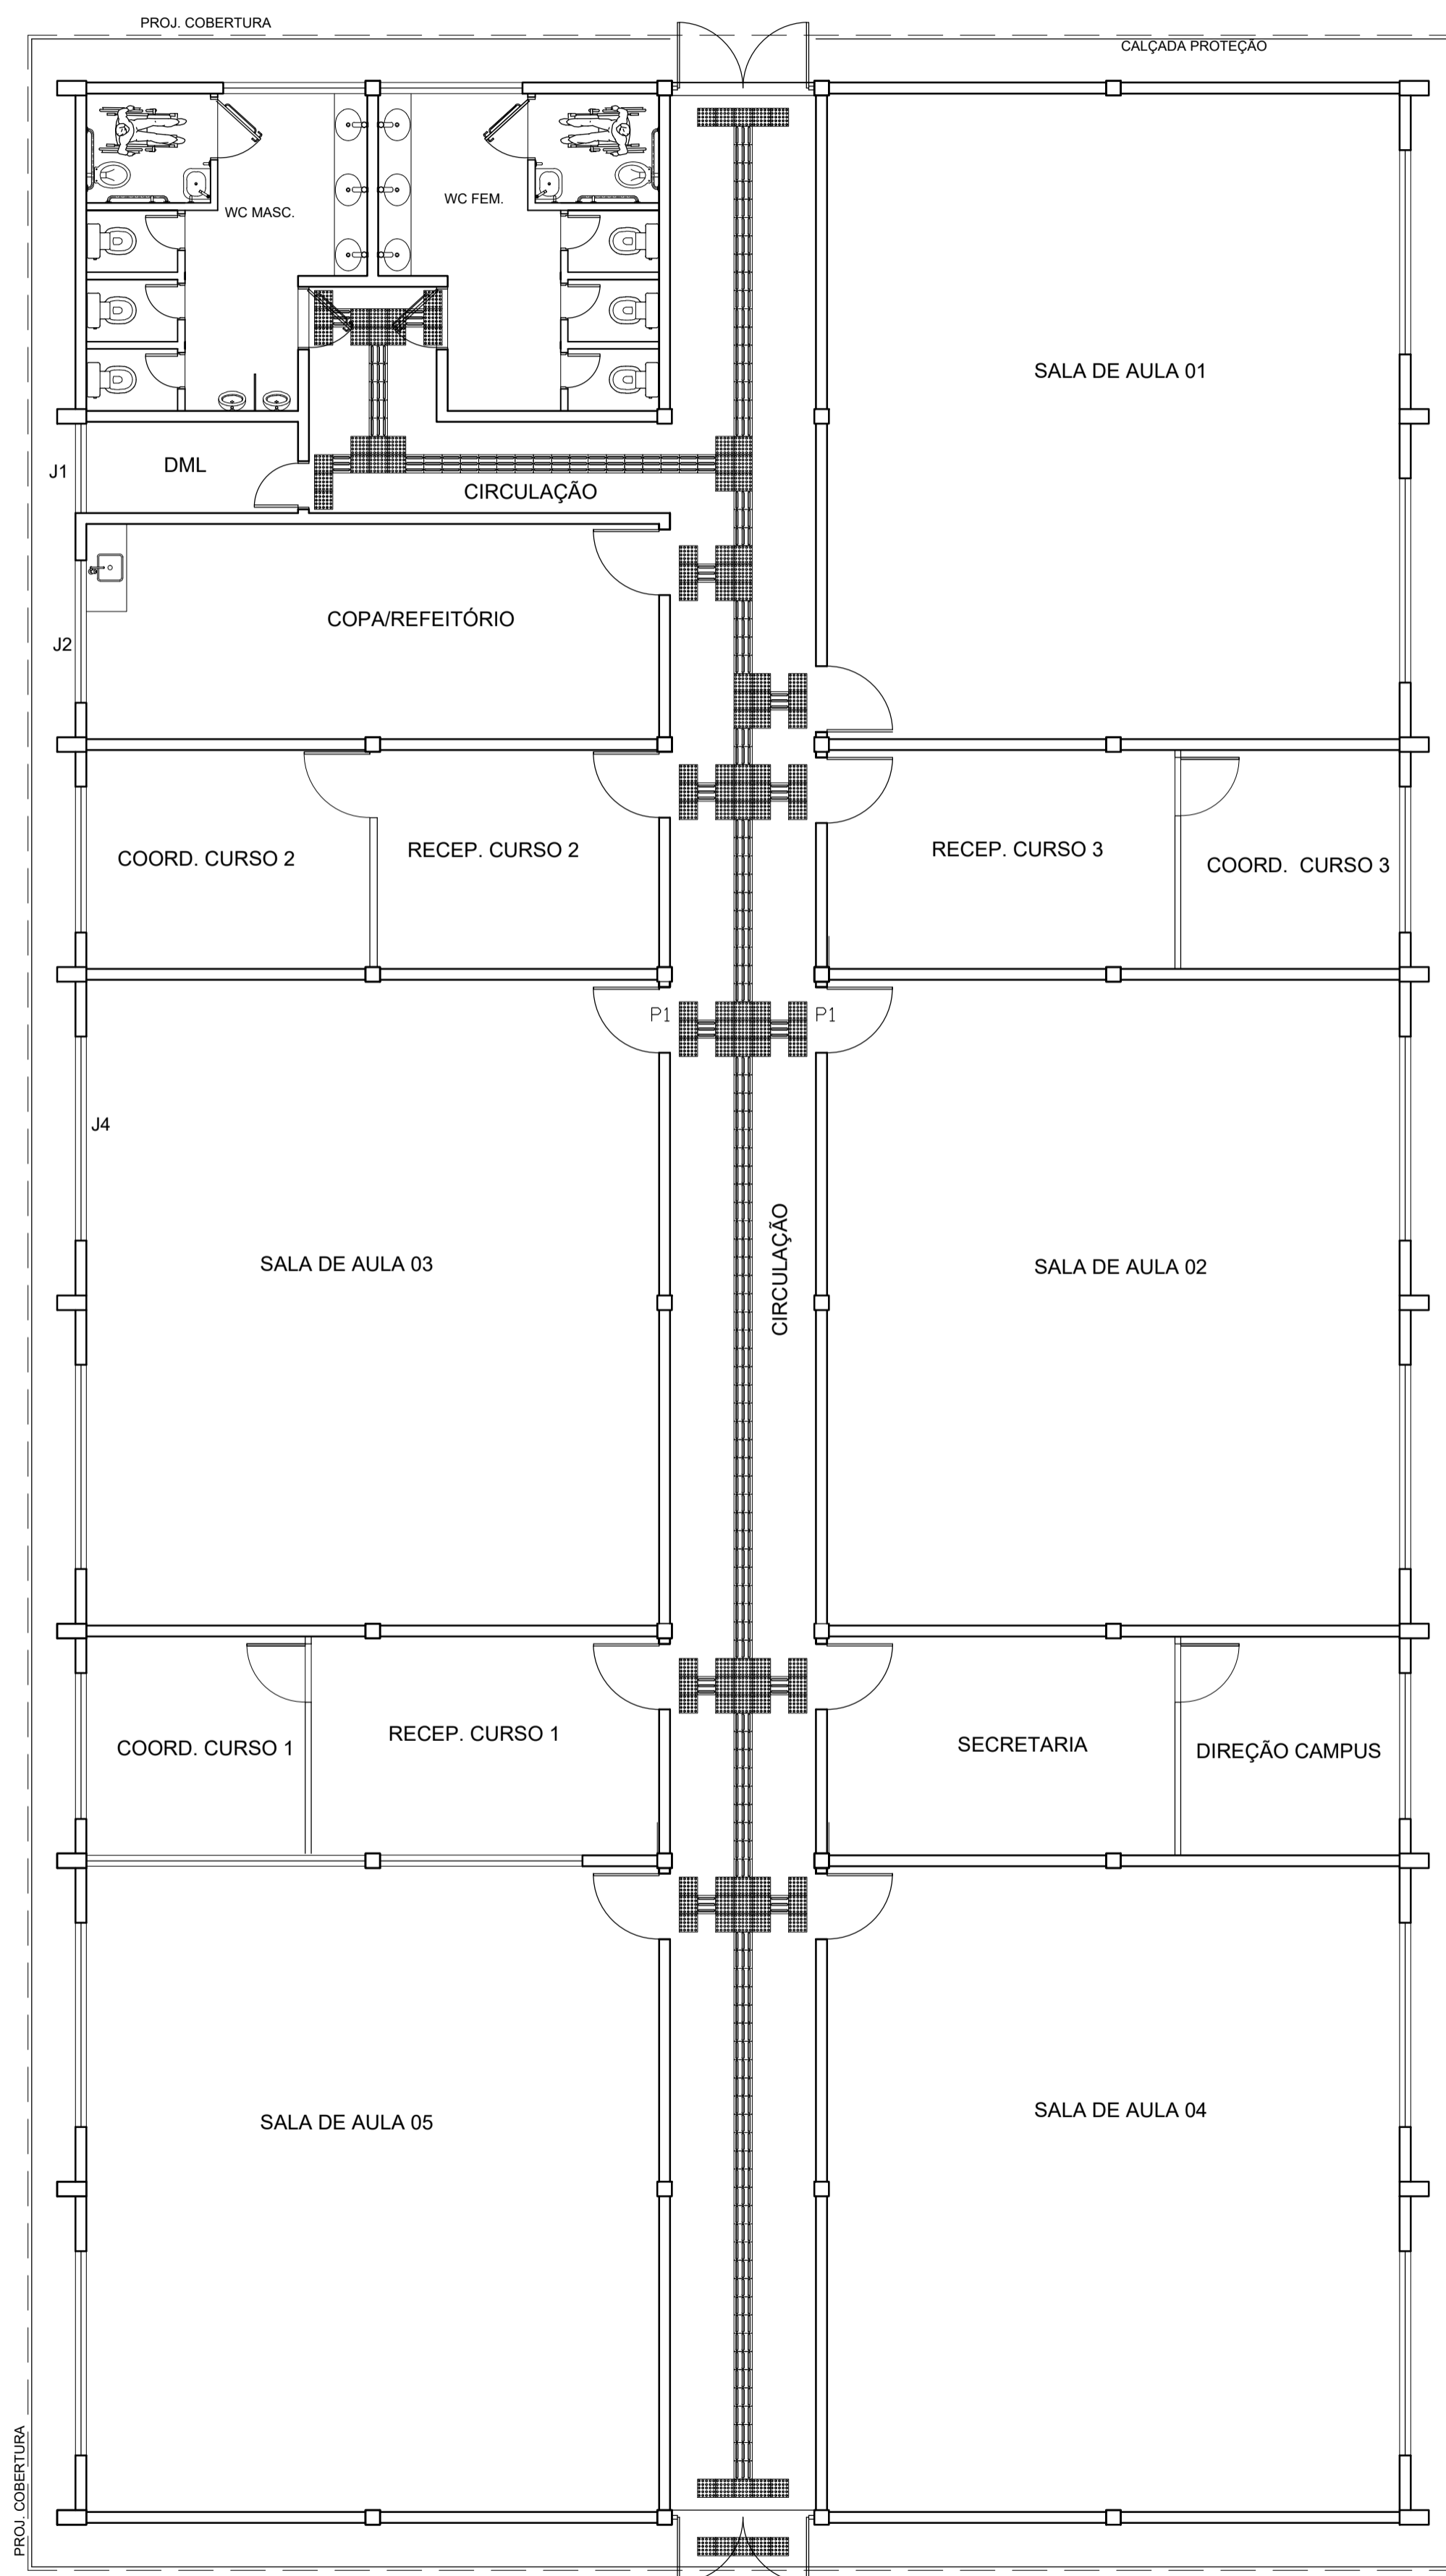 PROJ. COBERTURA
CALÇADA PROTEÇÃO
WC MASC.
WC FEM.
SALA DE AULA 01
J1
DML
CIRCULAÇÃO
COPA/REFEITÓRIO
J2
COORD. CURSO 2
RECEP. CURSO 2
RECEP. CURSO 3
COORD.  CURSO 3
P1
P1
J4
CIRCULAÇÃO
SALA DE AULA 03
SALA DE AULA 02
COORD. CURSO 1
RECEP. CURSO 1
SECRETARIA
DIREÇÃO CAMPUS
SALA DE AULA 05
SALA DE AULA 04
PROJ. COBERTURA